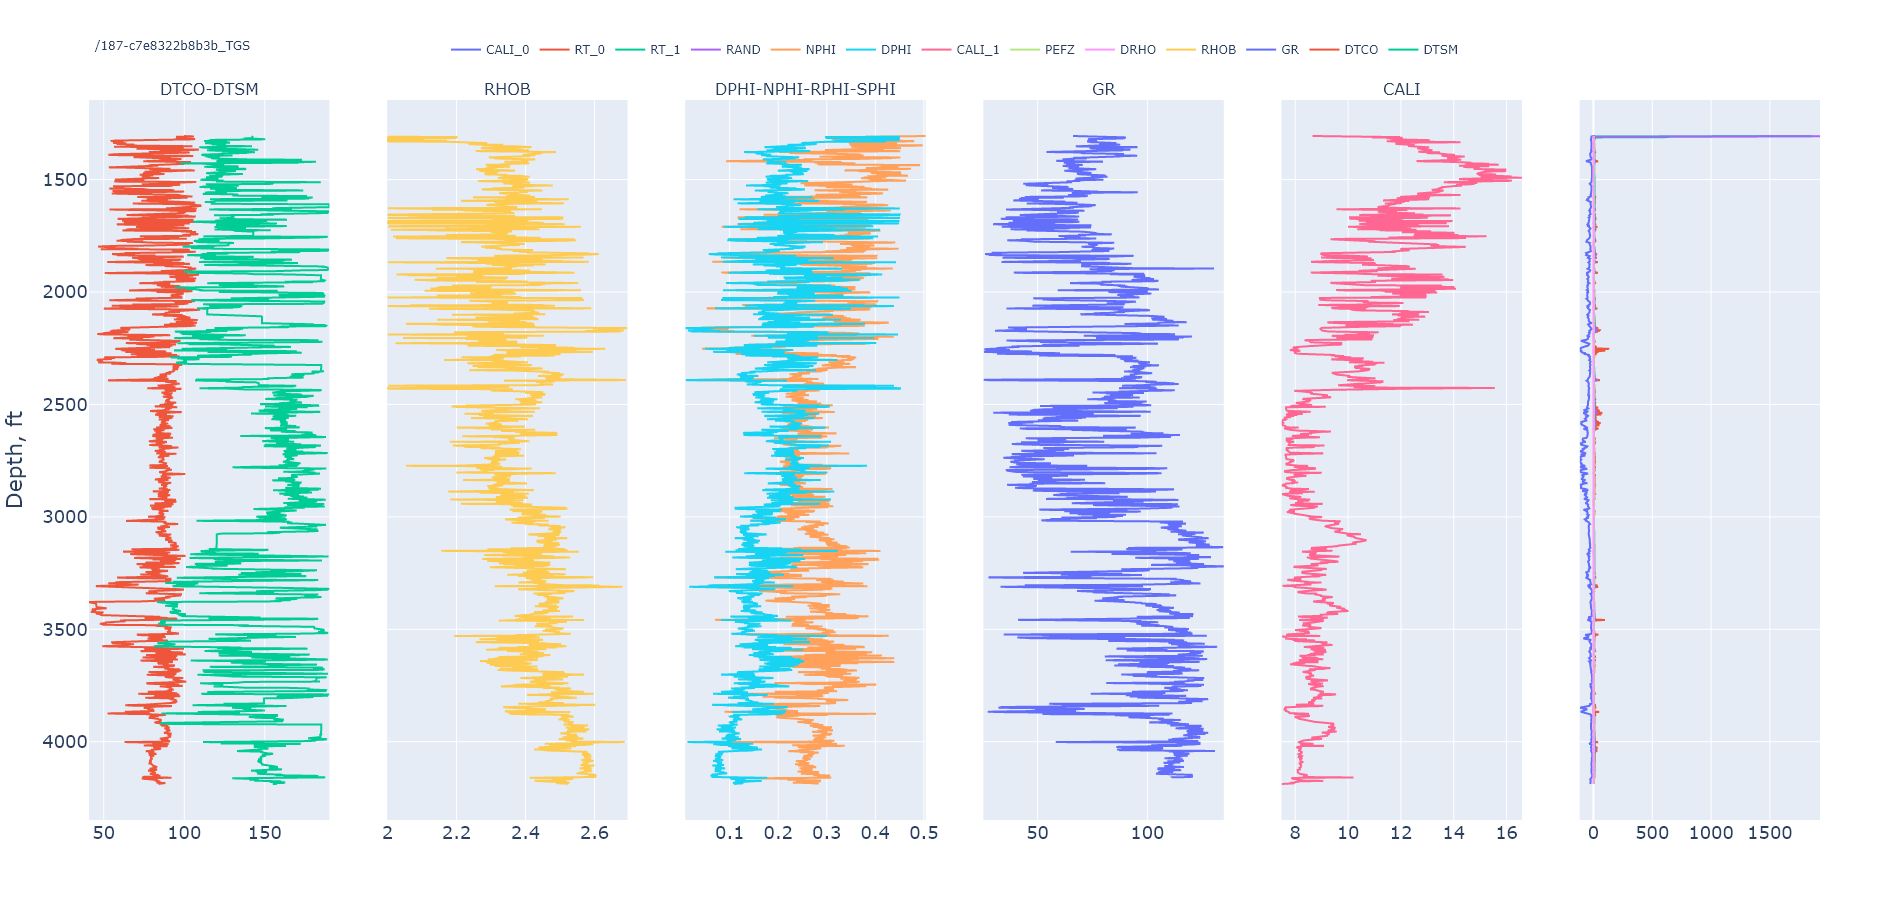 /187-c7e8322b8b3b_TGS
CALI_0 RT_0 RT_1 RAND NPHI DPHI CALI_1 PEFZ DRHO RHOB GR DTCO DTSM
DTCO-DTSM RHOB DPHI-NPHI-RPHI-SPHI GR CALI
Depth, ft
1500
2000
2500
3000
3500
4000
50 100 150 2 2.2 2.4 2.6 0.1 0.2 0.3 0.4 0.5 50 100 8 10 12 14 16 0 500 1000 1500